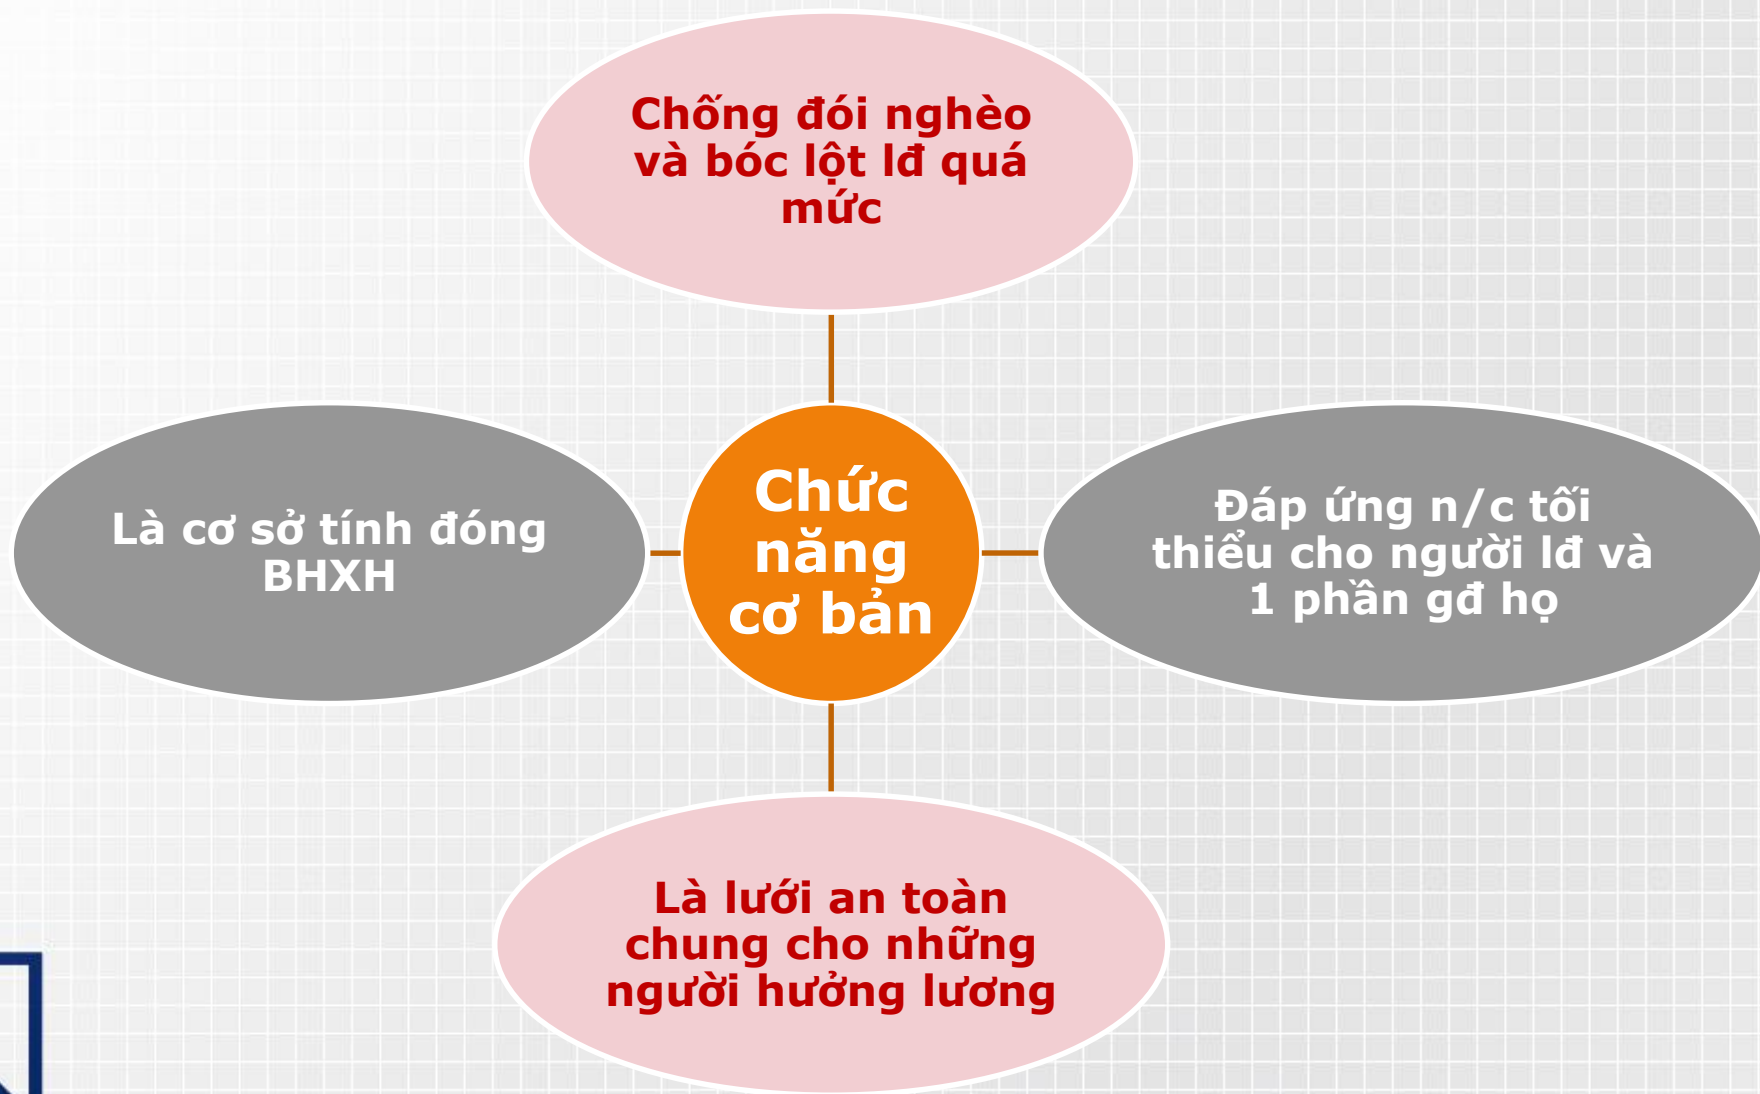 Chống đói nghèo
và bóc lột lđ quá
mức
Là cơ sở tính đóng
BHXH
Chức
năng
cơ bản
Đáp ứng n/c tối
thiểu cho người lđ và
1 phần gđ họ
Là lưới an toàn
chung cho những
người hưởng lương